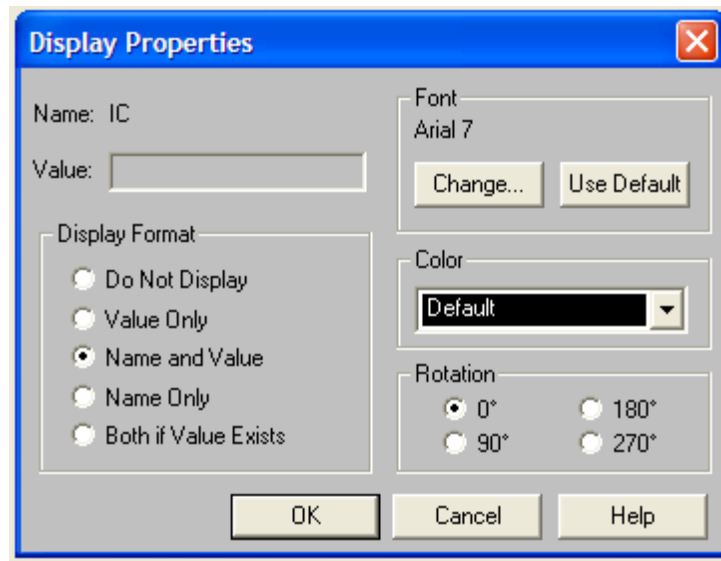 Display Properties
Name: IC
Value:
Display Format
Do Not Display
Value Only
Name and Value
Name Only
Both if Value Exists
Font
Arial 7
Change... Use Default
Color
Default
Rotation
0° 180°
90° 270°
OK Cancel Help